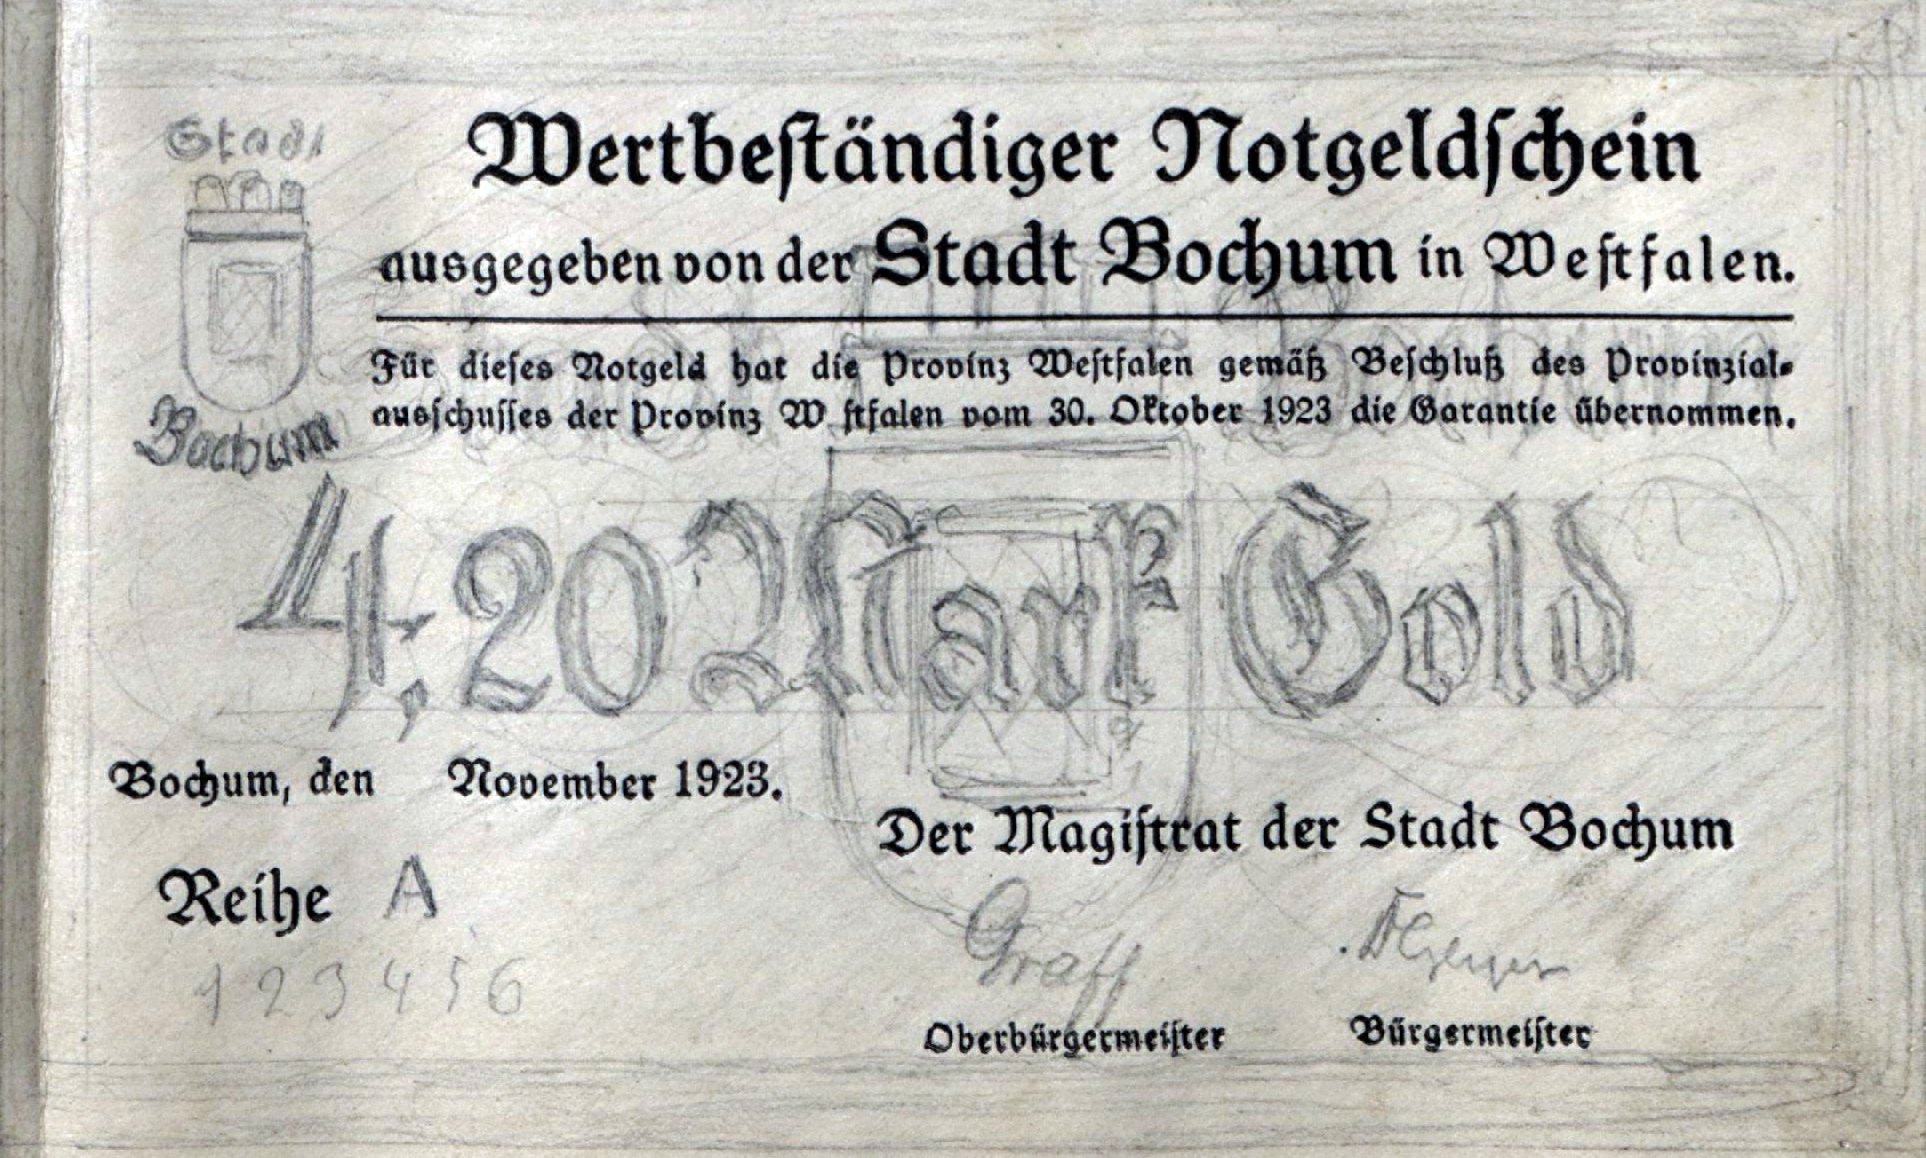 Stadt
Bochum
Wertbeständiger Notgeldschein
ausgegeben von der Stadt Bochum in Westfalen.
Für dieses Notgeld hat die Provinz Westfalen gemäß Beschluß des Provinzial-
ausschusses der Provinz W stfalen vom 30. Oktober 1923 die Garantie übernommen.
4,20 Mark Gold
Bochum, den November 1923.
Der Magistrat der Stadt Bochum
Reihe A
123456
Graff
Oberbürgermeister Bürgermeister